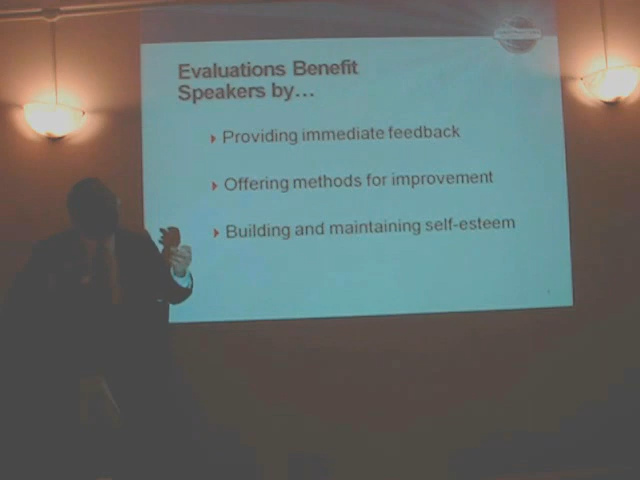 Evaluations Benefit
Speakers by...
Providing immediate feedback
Offering methods for improvement
Building and maintaining self-esteem